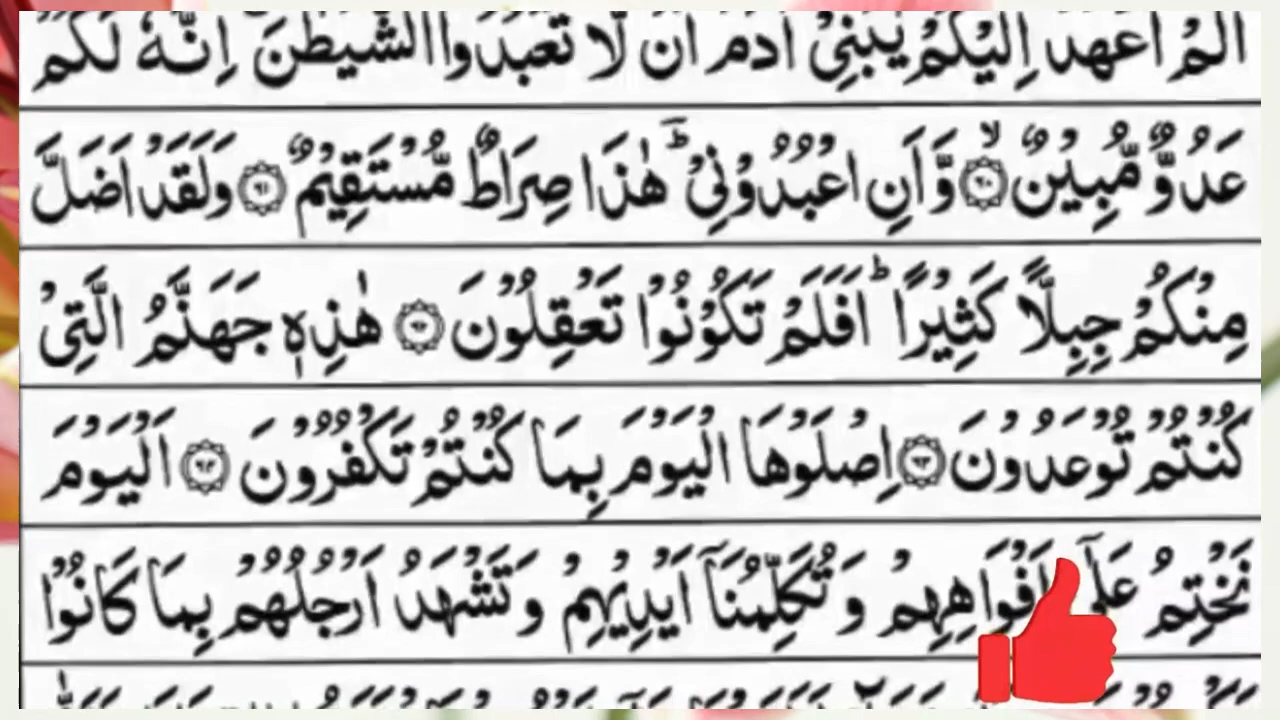 اَلَمْ اَعْهَدْ اِلَيْكُمْ يٰبَنِيْٓ اٰدَمَ اَنْ لَّا تَعْبُدُوا الشَّيْطٰنَ ۚ اِنَّهٗ لَكُمْ
عَدُوٌّ مُّبِيْنٌ ۙ﴿۶۰﴾ وَّاَنِ اعْبُدُوْنِيْ ؕ هٰذَا صِرَاطٌ مُّسْتَقِيْمٌ ﴿۶۱﴾ وَلَقَدْ اَضَلَّ
مِنْكُمْ جِبِلًّا كَثِيْرًا ؕ اَفَلَمْ تَكُوْنُوْا تَعْقِلُوْنَ ﴿۶۲﴾ هٰذِهٖ جَهَنَّمُ الَّتِيْ
كُنْتُمْ تُوْعَدُوْنَ ﴿۶۳﴾ اِصْلَوْهَا الْيَوْمَ بِمَا كُنْتُمْ تَكْفُرُوْنَ ﴿۶۴﴾ اَلْيَوْمَ
نَخْتِمُ عَلٰٓي اَفْوَاهِهِمْ وَ تُكَلِّمُنَآ اَيْدِيْهِمْ وَ تَشْهَدُ اَرْجُلُهُمْ بِمَا كَانُوْا